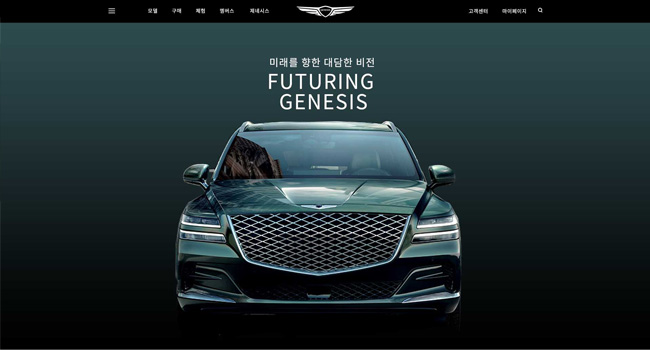 모델 구매 체험 멤버스 제네시스
고객센터 마이페이지
미래를 향한 대담한 비전
FUTURING
GENESIS